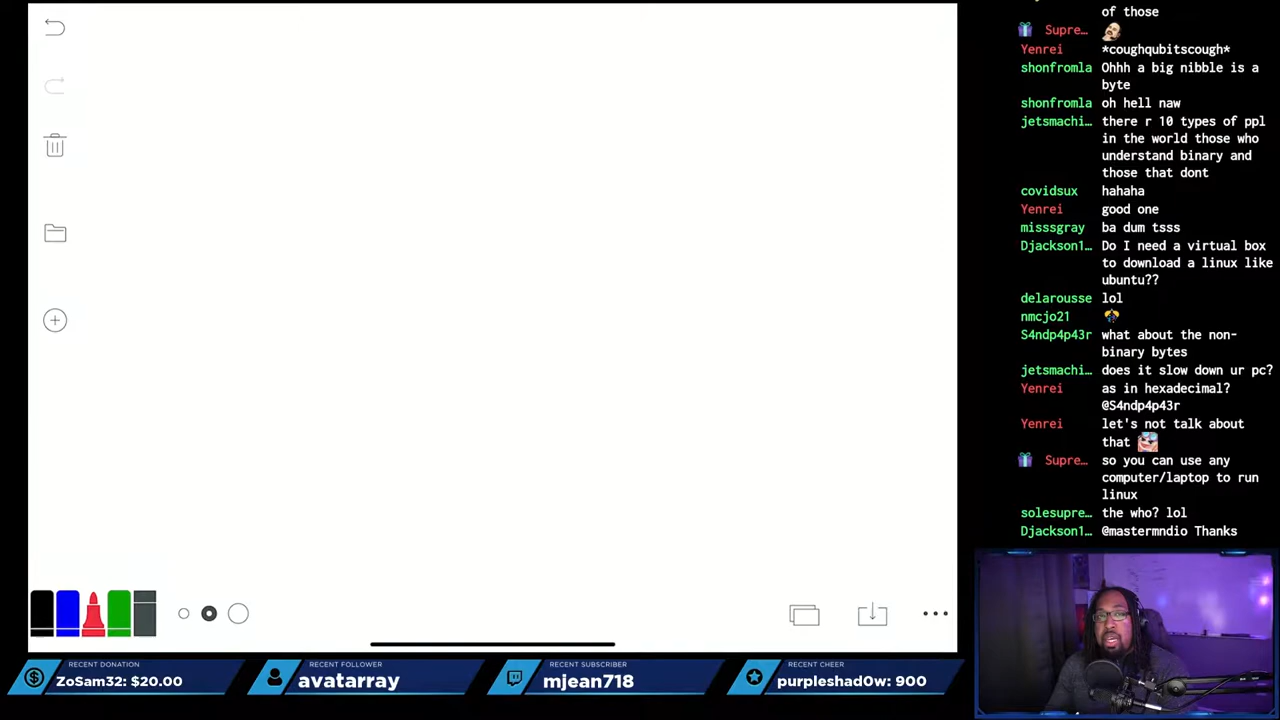 of those
Supre…
Yenrei *coughqubitscough*
shonfromla Ohhh a big nibble is a
byte
shonfromla oh hell naw
jetsmachi… there r 10 types of ppl
in the world those who
understand binary and
those that dont
covidsux hahaha
Yenrei good one
misssgray ba dum tsss
Djackson1… Do I need a virtual box
to download a linux like
ubuntu??
delarousse lol
nmcjo21
S4ndp4p43r what about the non-
binary bytes
jetsmachi… does it slow down ur pc?
Yenrei as in hexadecimal?
@S4ndp4p43r
Yenrei let's not talk about
that
Supre… so you can use any
computer/laptop to run
linux
solesupre… the who? lol
Djackson1… @mastermndio Thanks
RECENT DONATION
ZoSam32: $20.00
RECENT FOLLOWER
avatarray
RECENT SUBSCRIBER
mjean718
RECENT CHEER
purpleshad0w: 900